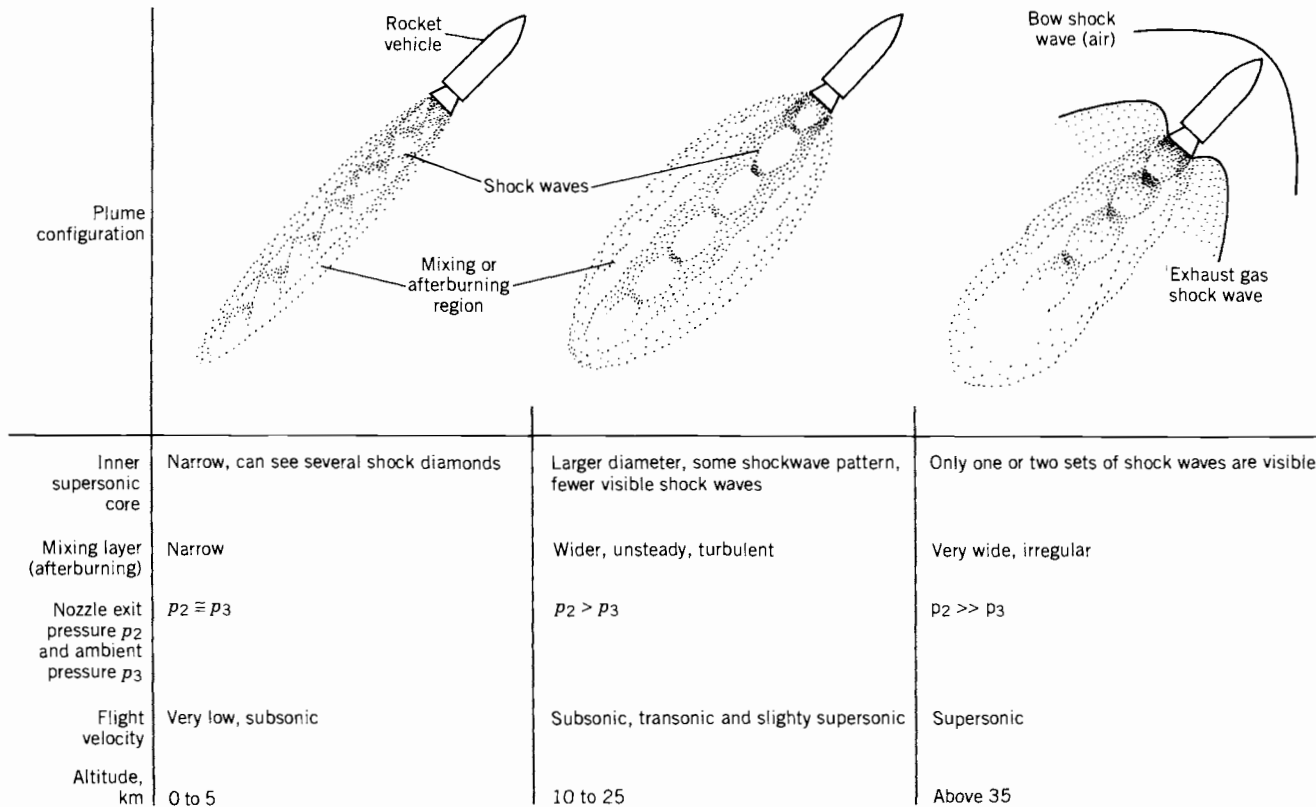 Rocket
vehicle
Bow shock
wave (air)
Shock waves
Plume
configuration
Mixing or
afterburning
region
Exhaust gas
shock wave
Inner
supersonic
core
Narrow, can see several shock diamonds
Larger diameter, some shockwave pattern,
fewer visible shock waves
Only one or two sets of shock waves are visible
Mixing layer
(afterburning)
Narrow
Wider, unsteady, turbulent
Very wide, irregular
Nozzle exit
pressure p2
and ambient
pressure p3
p2 ≅ p3
p2 > p3
p2 >> p3
Flight
velocity
Very low, subsonic
Subsonic, transonic and slighty supersonic
Supersonic
Altitude,
km
0 to 5
10 to 25
Above 35